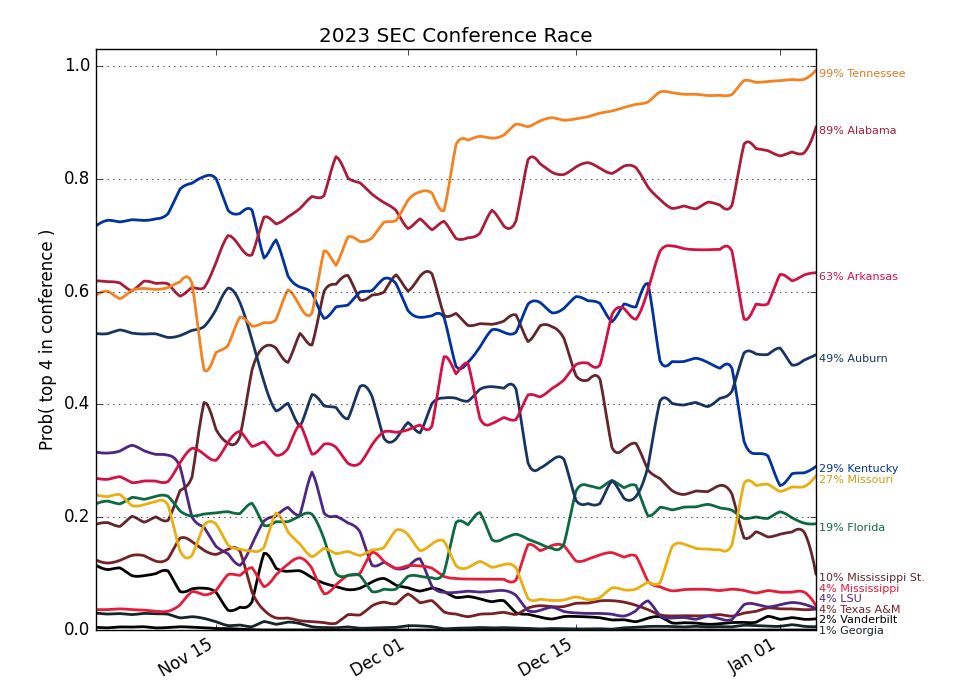 2023 SEC Conference Race
Prob( top 4 in conference )
1.0
0.8
0.6
0.4
0.2
0.0
Nov 15
Dec 01
Dec 15
Jan 01
99% Tennessee
89% Alabama
63% Arkansas
49% Auburn
29% Kentucky
27% Missouri
19% Florida
10% Mississippi St.
4% Mississippi
4% LSU
4% Texas A&M
2% Vanderbilt
1% Georgia